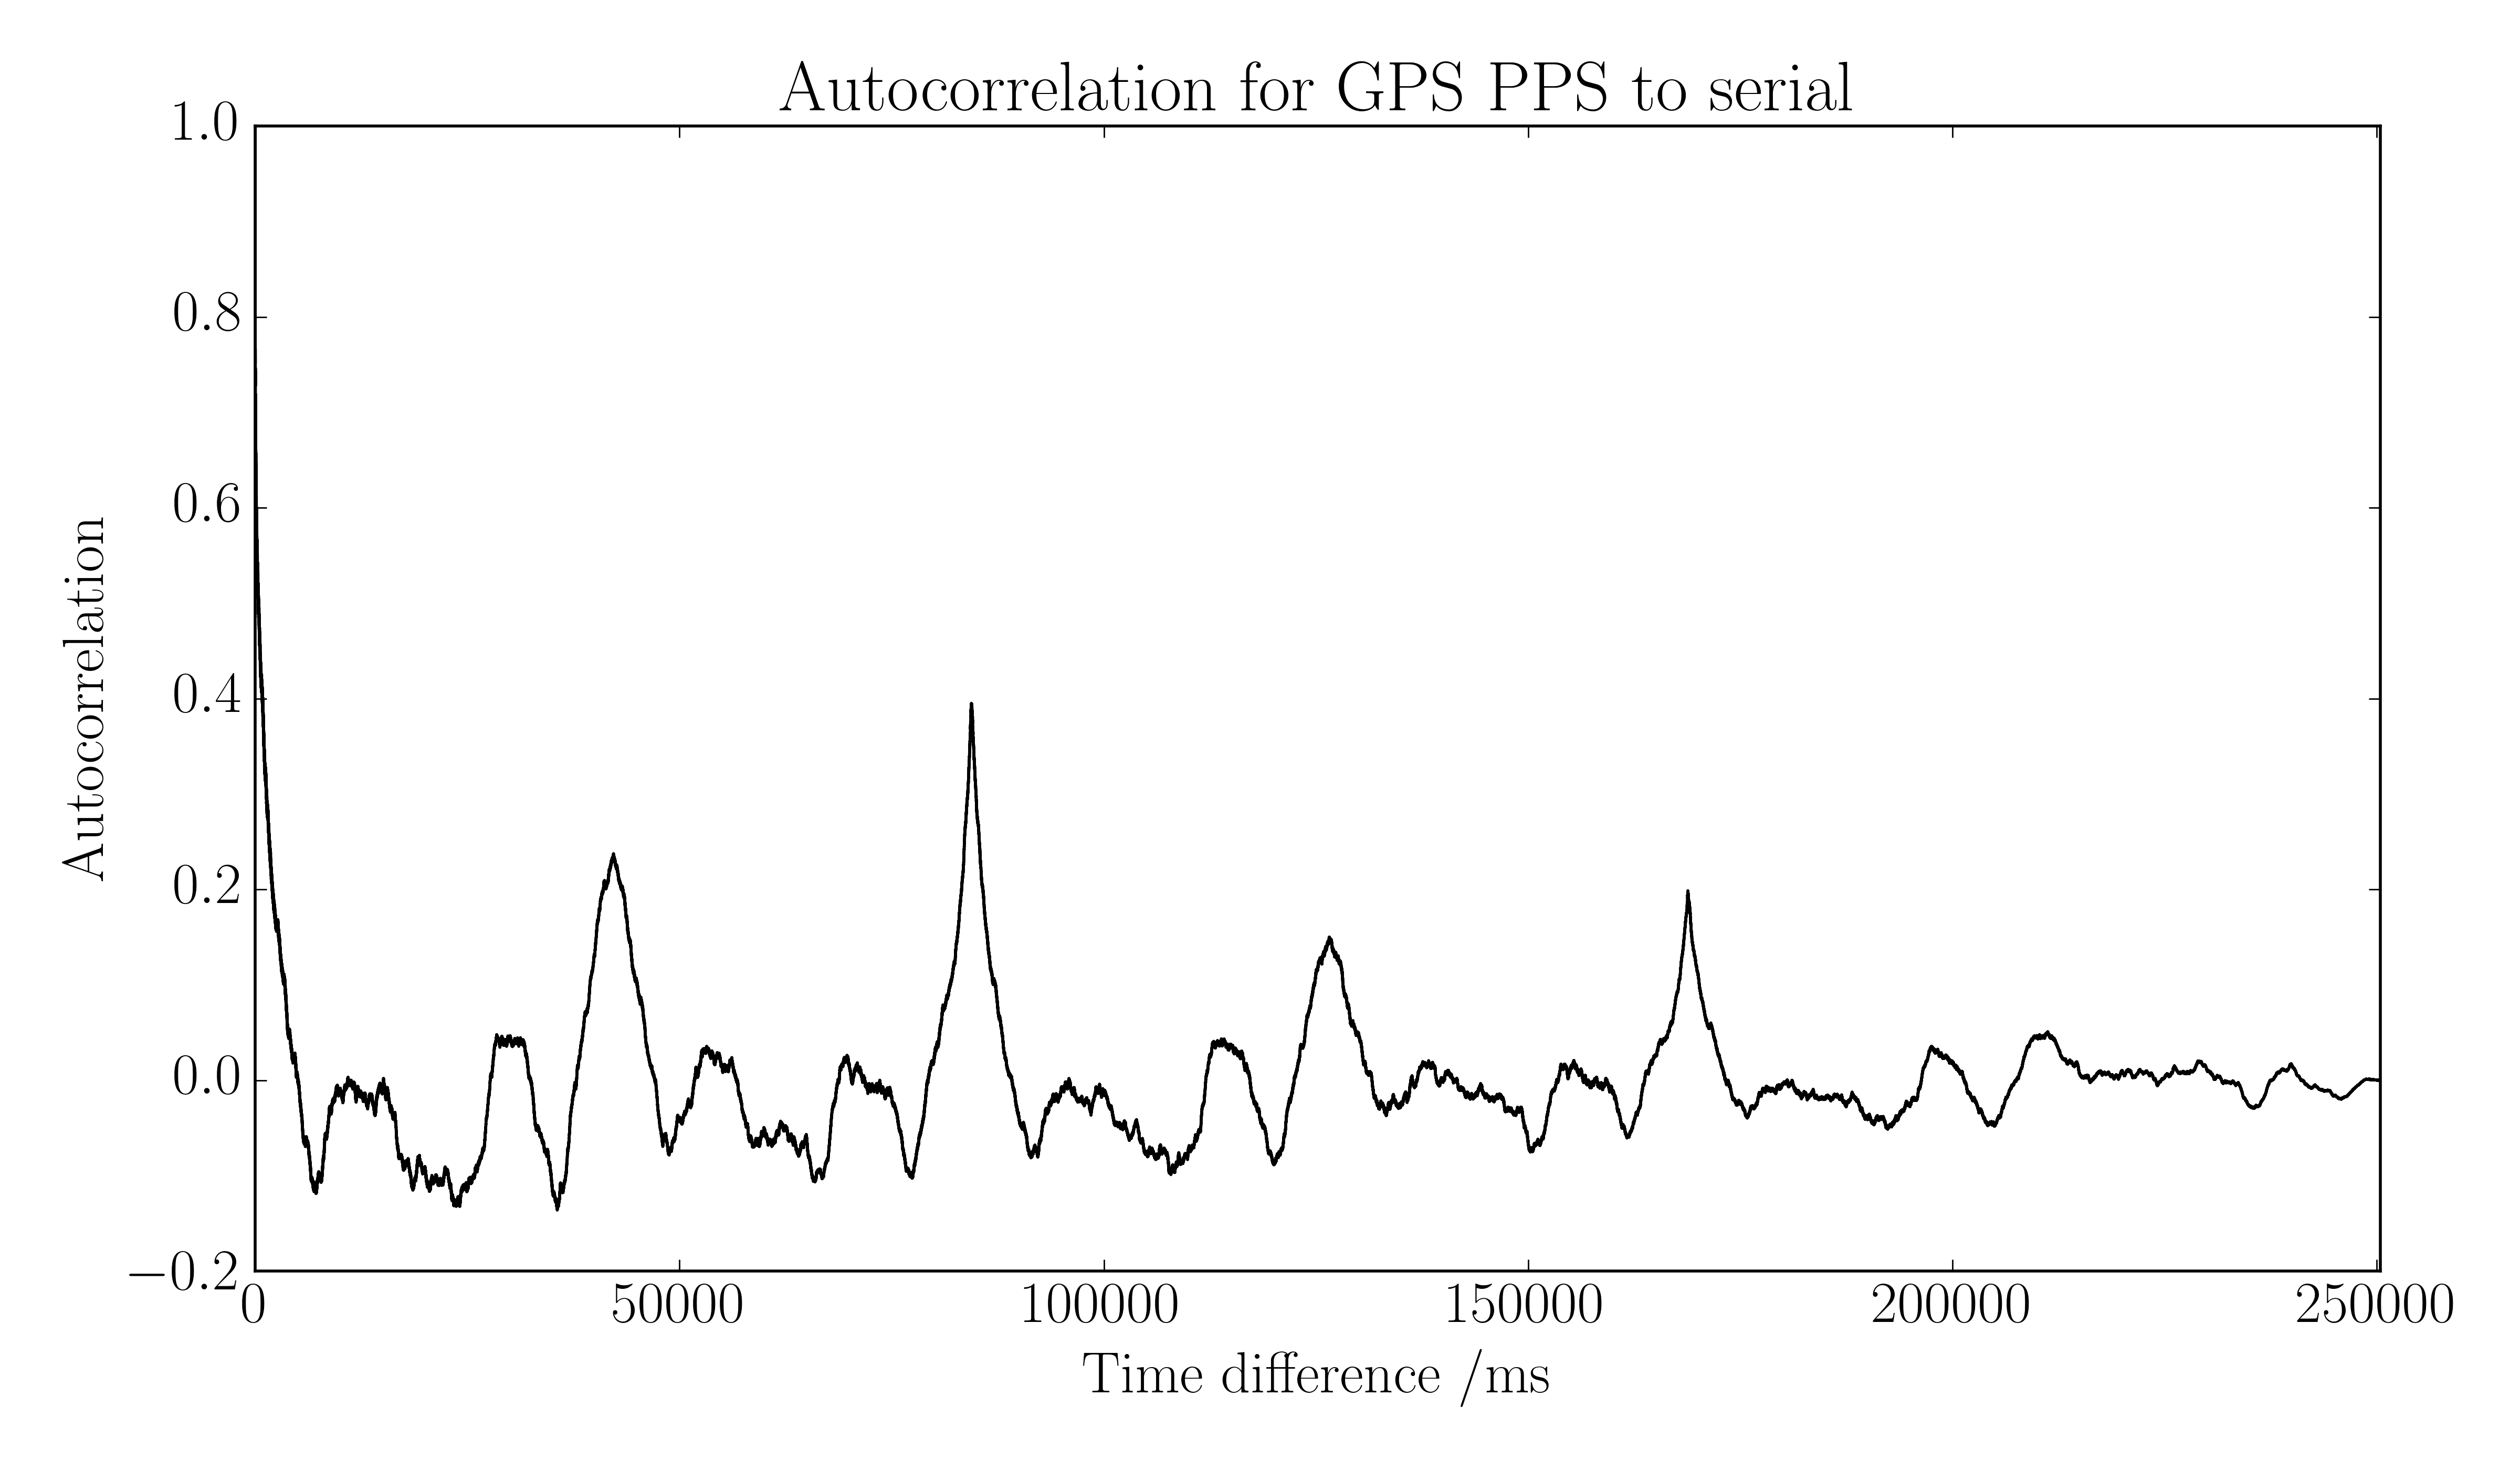 Autocorrelation for GPS PPS to serial
1.0
0.8
0.6
0.4
0.2
0.0
−0.2
Autocorrelation
0 50000 100000 150000 200000 250000
Time difference /ms